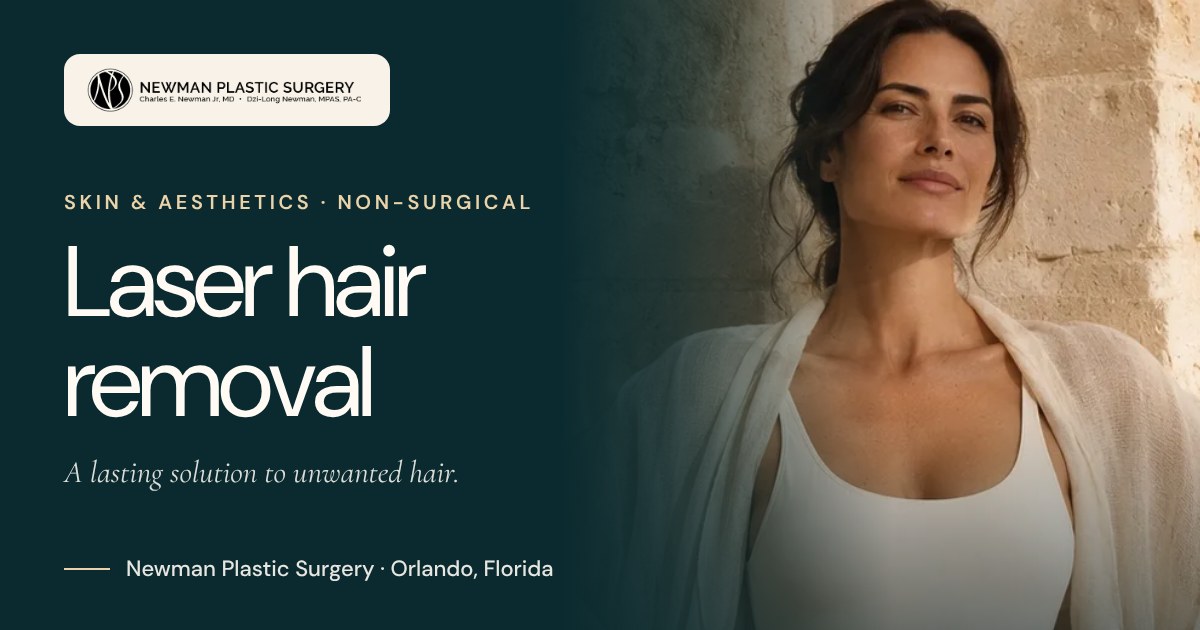 NPS
NEWMAN PLASTIC SURGERY
Charles E. Newman Jr, MD • Dzi-Long Newman, MPAS, PA-C
SKIN & AESTHETICS · NON-SURGICAL
Laser hair
removal
A lasting solution to unwanted hair.
Newman Plastic Surgery · Orlando, Florida